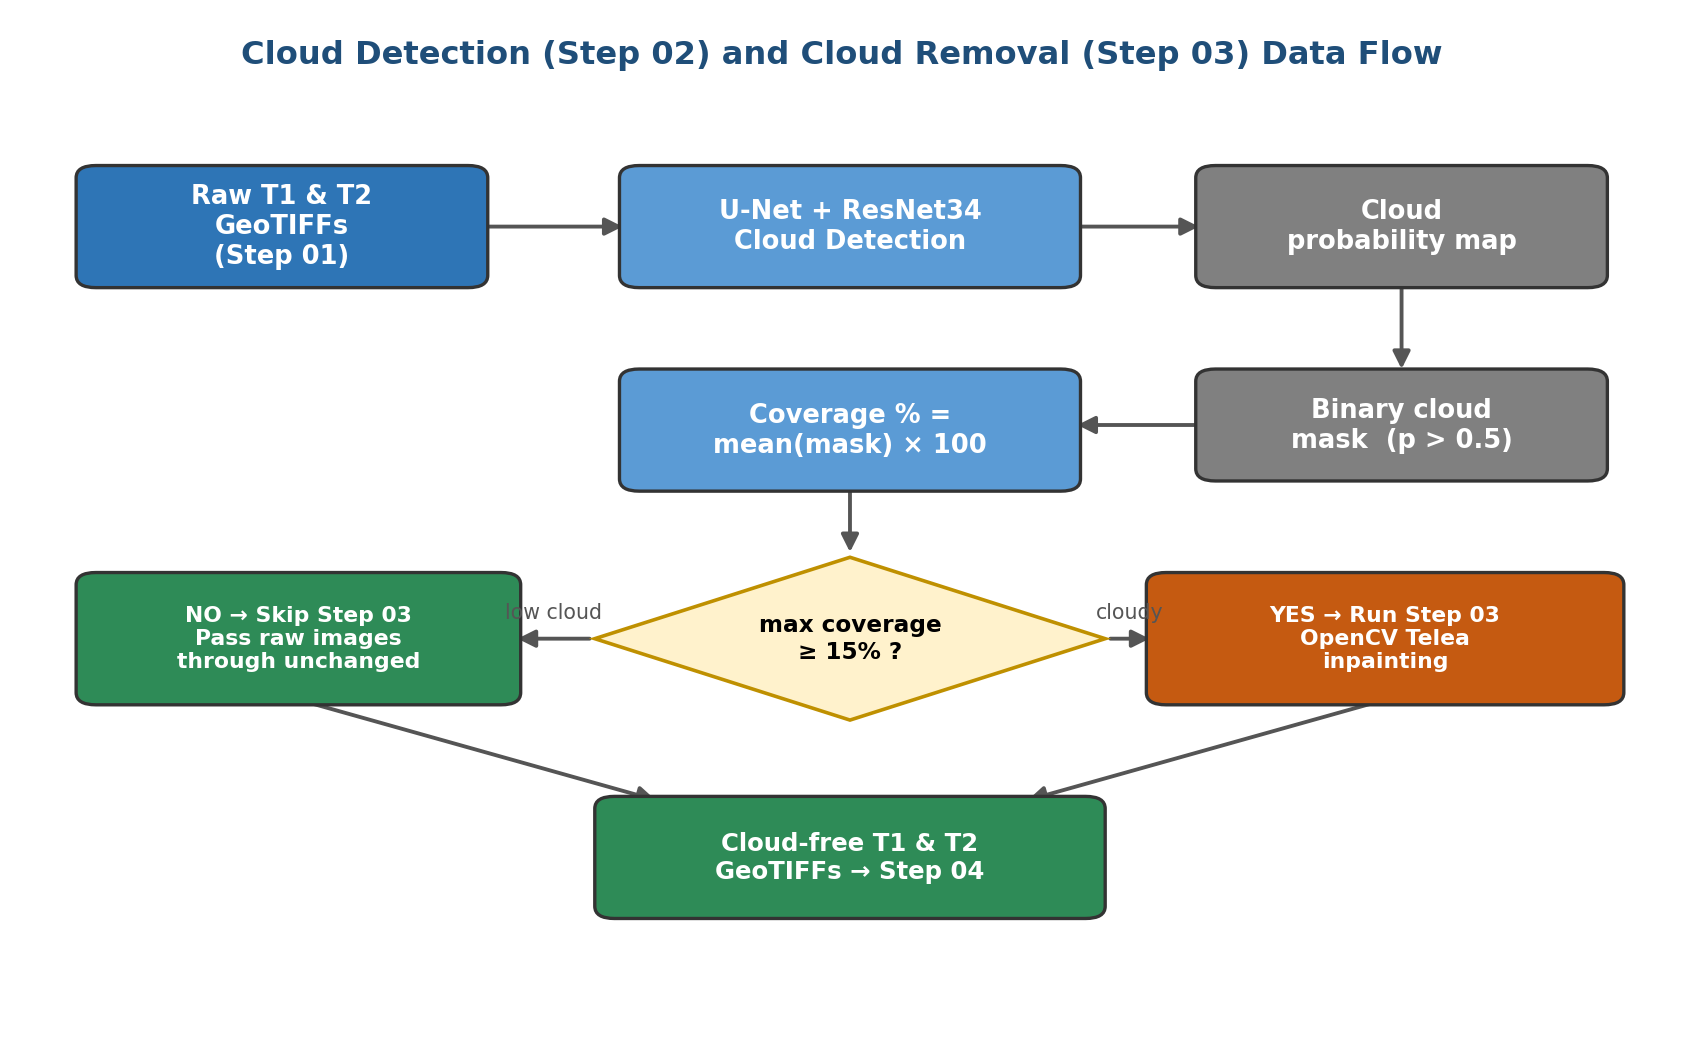 Cloud Detection (Step 02) and Cloud Removal (Step 03) Data Flow
Raw T1 & T2
GeoTIFFs
(Step 01)
U-Net + ResNet34
Cloud Detection
Cloud
probability map
Coverage % =
mean(mask) × 100
Binary cloud
mask  (p > 0.5)
NO → Skip Step 03
Pass raw images
through unchanged
low cloud
max coverage
≥ 15% ?
cloudy
YES → Run Step 03
OpenCV Telea
inpainting
Cloud-free T1 & T2
GeoTIFFs → Step 04